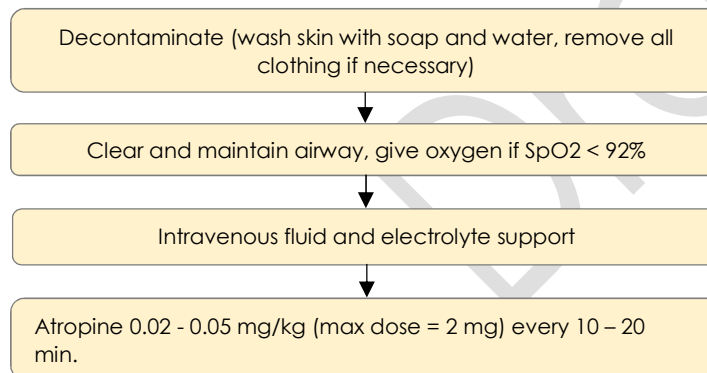 Decontaminate (wash skin with soap and water, remove all
clothing if necessary)
Clear and maintain airway, give oxygen if SpO2 < 92%
Intravenous fluid and electrolyte support
Atropine 0.02 - 0.05 mg/kg (max dose = 2 mg) every 10 – 20
min.